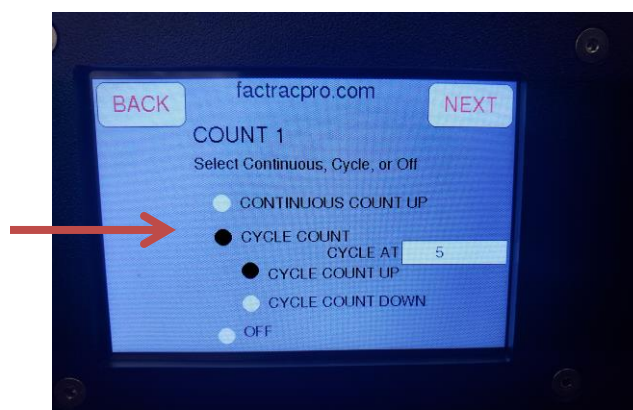 BACK
factracpro.com
NEXT
COUNT 1
Select Continuous, Cycle, or Off
CONTINUOUS COUNT UP
CYCLE COUNT
CYCLE AT 5
CYCLE COUNT UP
CYCLE COUNT DOWN
OFF